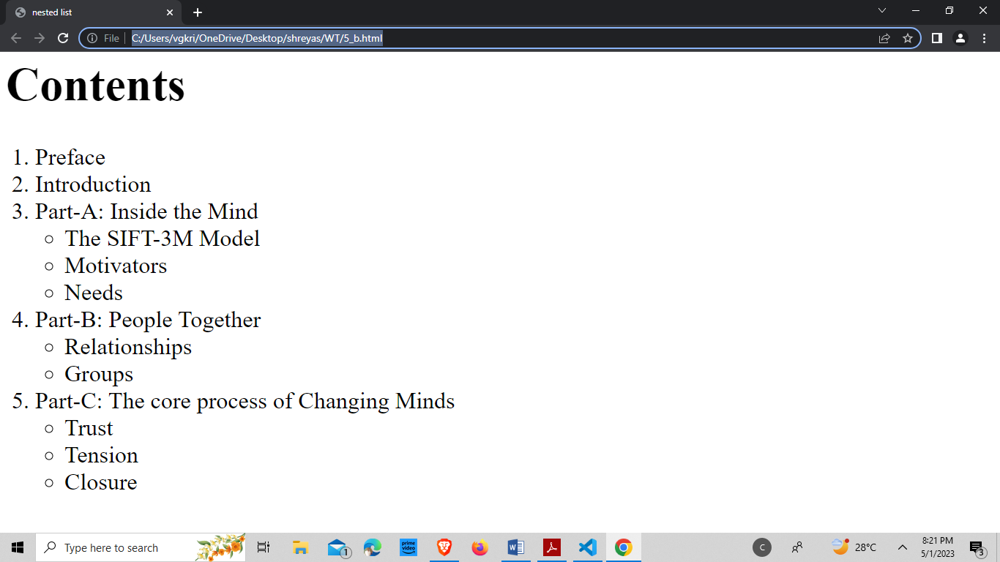 nested list
File
C:/Users/vgkri/OneDrive/Desktop/shreyas/WT/5_b.html
Contents
1. Preface
2. Introduction
3. Part-A: Inside the Mind
○ The SIFT-3M Model
○ Motivators
○ Needs
4. Part-B: People Together
○ Relationships
○ Groups
5. Part-C: The core process of Changing Minds
○ Trust
○ Tension
○ Closure
Type here to search
1
prime video
W
C
28°C
8:21 PM
5/1/2023
3